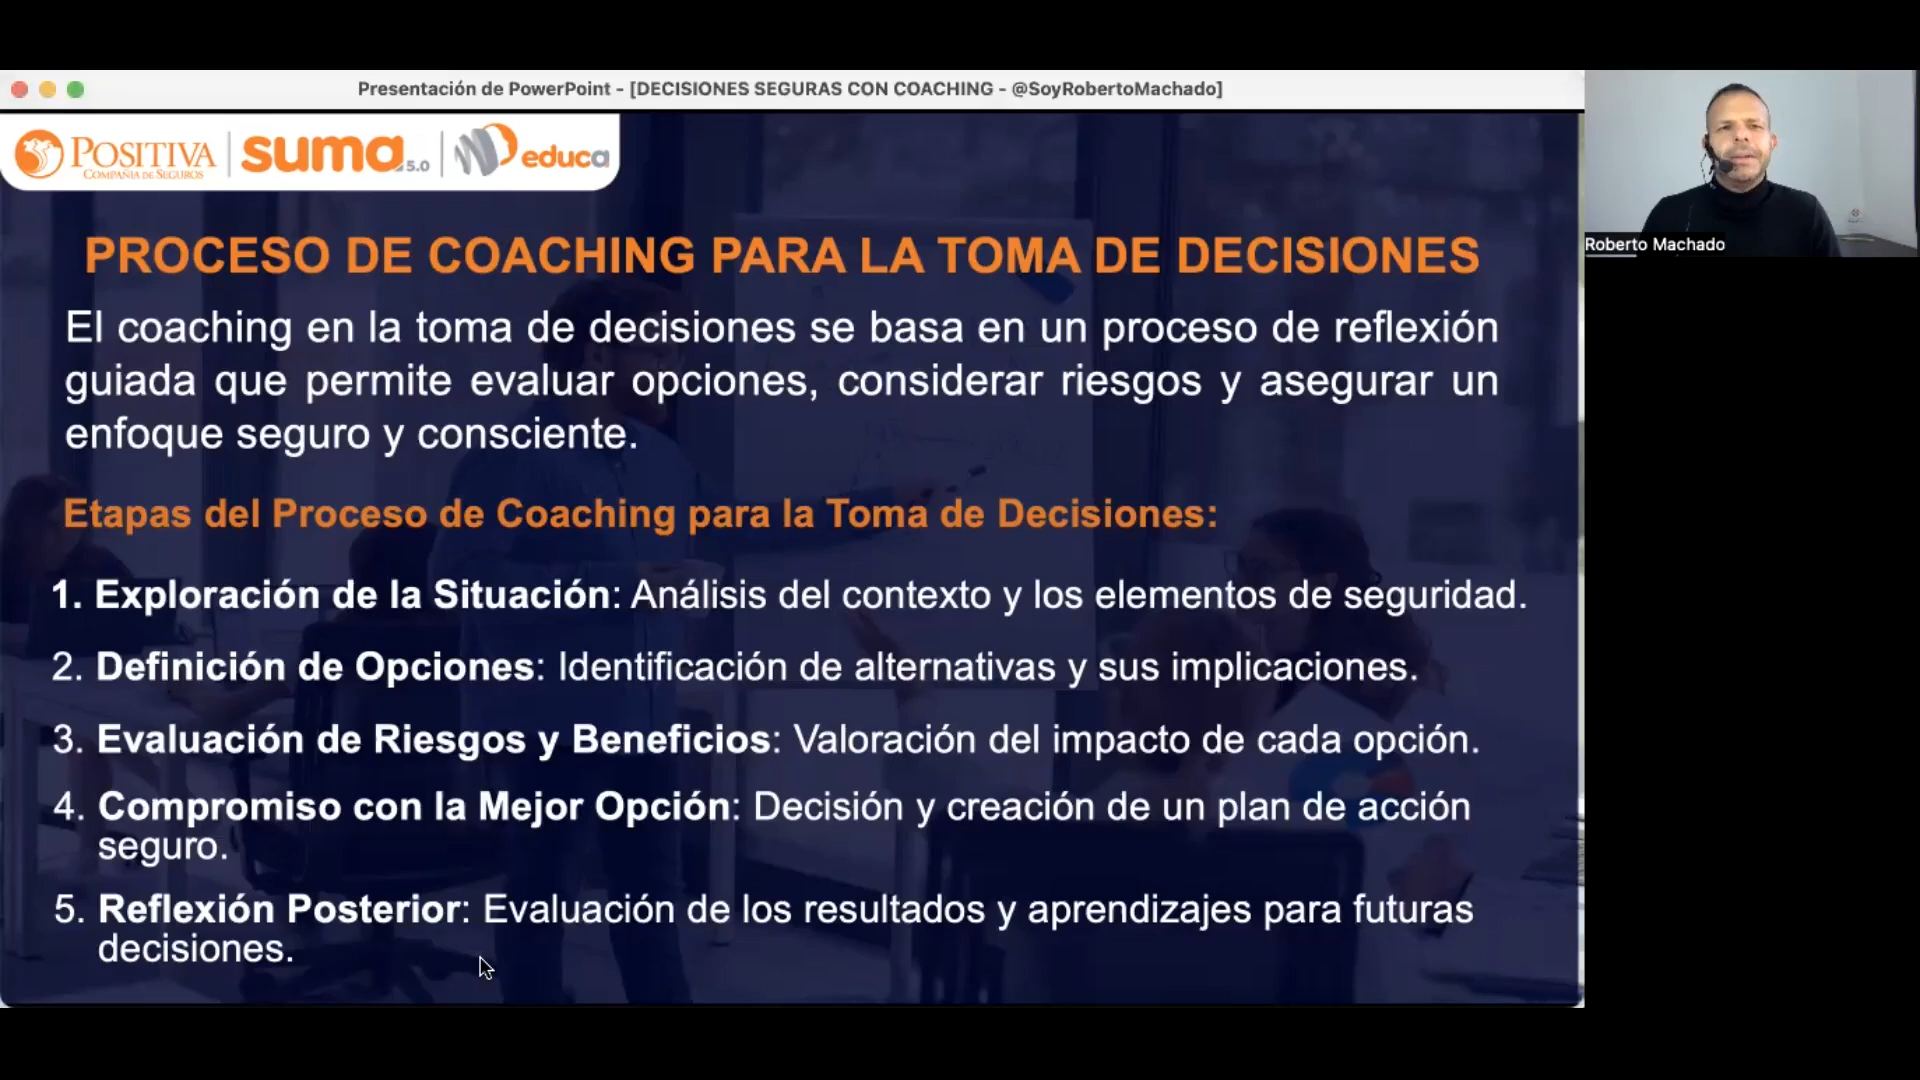 Presentación de PowerPoint - [DECISIONES SEGURAS CON COACHING - @SoyRobertoMachado]
POSITIVA
COMPAÑÍA DE SEGUROS
suma 5.0
educa
Roberto Machado
PROCESO DE COACHING PARA LA TOMA DE DECISIONES
El coaching en la toma de decisiones se basa en un proceso de reflexión
guiada que permite evaluar opciones, considerar riesgos y asegurar un
enfoque seguro y consciente.
Etapas del Proceso de Coaching para la Toma de Decisiones:
1. Exploración de la Situación: Análisis del contexto y los elementos de seguridad.
2. Definición de Opciones: Identificación de alternativas y sus implicaciones.
3. Evaluación de Riesgos y Beneficios: Valoración del impacto de cada opción.
4. Compromiso con la Mejor Opción: Decisión y creación de un plan de acción
seguro.
5. Reflexión Posterior: Evaluación de los resultados y aprendizajes para futuras
decisiones.